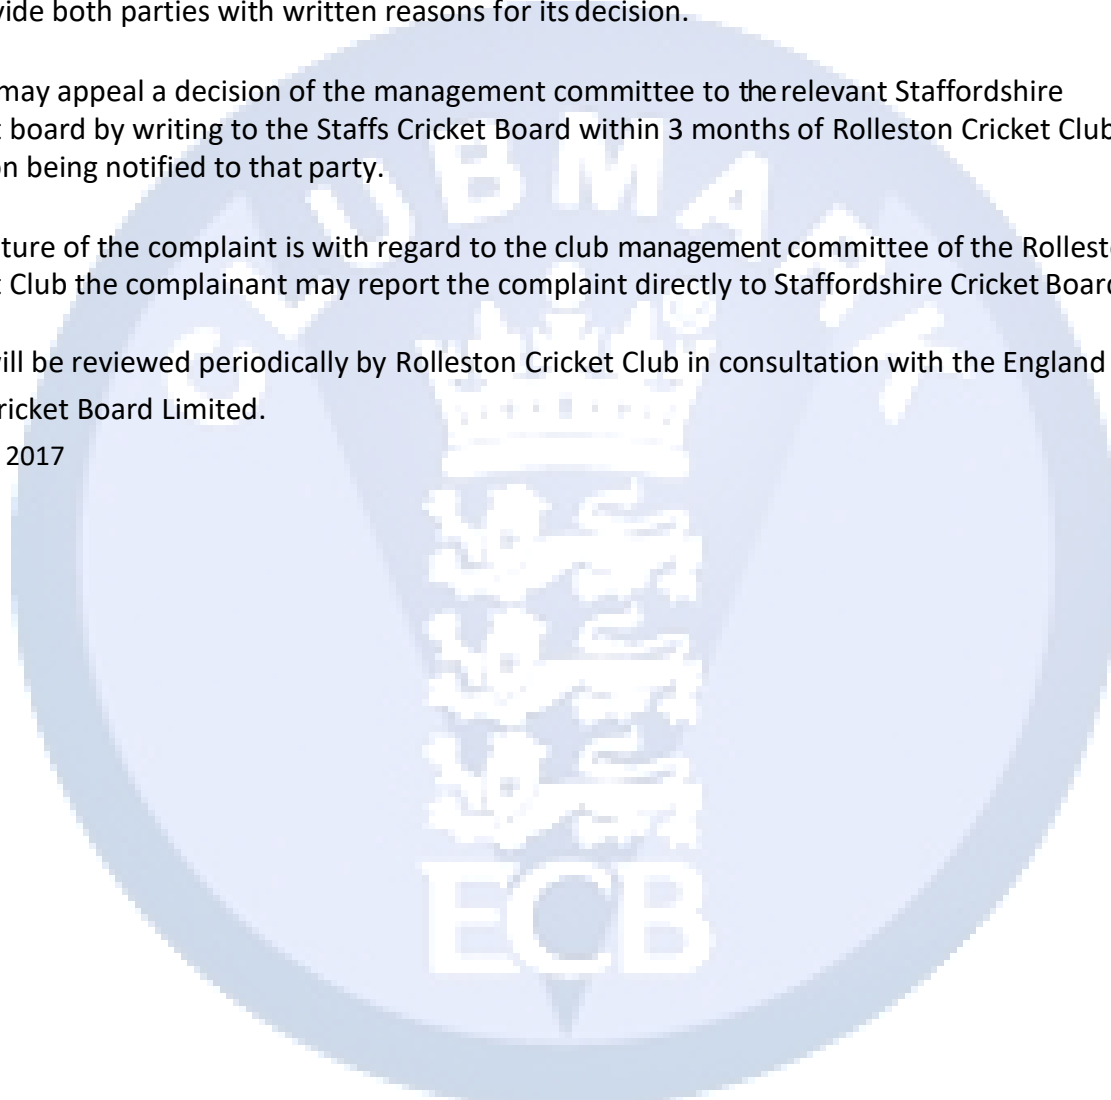 vide both parties with written reasons for its decision.
may appeal a decision of the management committee to the relevant Staffordshire
t board by writing to the Staffs Cricket Board within 3 months of Rolleston Cricket Club
on being notified to that party.
ture of the complaint is with regard to the club management committee of the Rollest
t Club the complainant may report the complaint directly to Staffordshire Cricket Board
ill be reviewed periodically by Rolleston Cricket Club in consultation with the England
ricket Board Limited.
2017
CLUBMARK
ECB